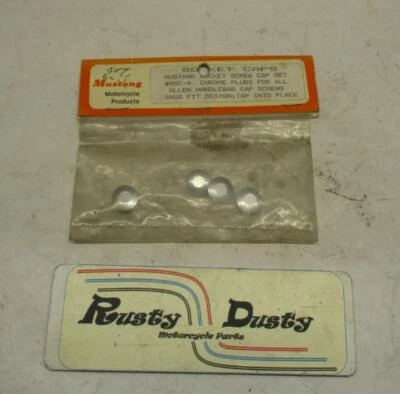 SOCKET CAPS
MUSTANG SOCKET SCREW CAP SET
#MSC-4 CHROME PLUGS FOR ALL
ALLEN HANDLEBAR CAP SCREWS
SNUG FIT DESIGN; TAP INTO PLACE
Mustang
Motorcycle
Products
Rusty Dusty
Motorcycle Parts